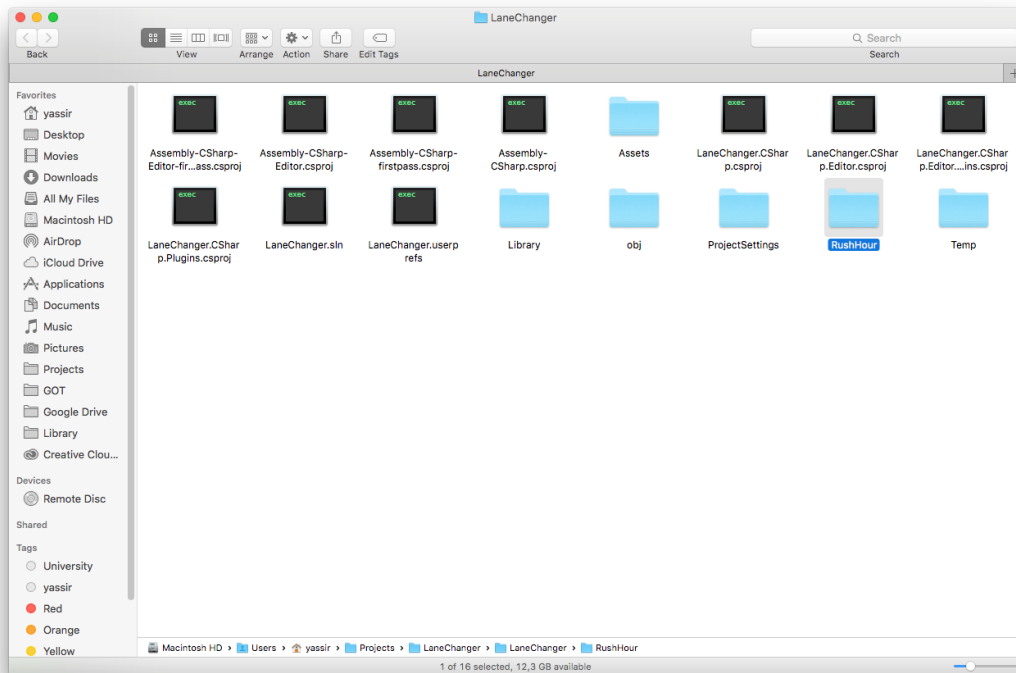 LaneChanger
Search
Back
View
Arrange
Action
Share
Edit Tags
Search
LaneChanger
Favorites
yassir
Desktop
Movies
Downloads
All My Files
Macintosh HD
AirDrop
iCloud Drive
Applications
Documents
Music
Pictures
Projects
GOT
Google Drive
Library
Creative Clou...
Devices
Remote Disc
Shared
Tags
University
yassir
Red
Orange
Yellow
exec
exec
exec
exec
exec
exec
exec
Assembly-CSharp-
Editor-fir...ass.csproj
Assembly-CSharp-
Editor.csproj
Assembly-CSharp-
firstpass.csproj
Assembly-
CSharp.csproj
Assets
LaneChanger.CShar
p.csproj
LaneChanger.CShar
p.Editor.csproj
LaneChanger.CShar
p.Editor....ins.csproj
exec
exec
exec
LaneChanger.CShar
p.Plugins.csproj
LaneChanger.sln
LaneChanger.userp
refs
Library
obj
ProjectSettings
RushHour
Temp
Macintosh HD › Users › yassir › Projects › LaneChanger › LaneChanger › RushHour
1 of 16 selected, 12,3 GB available